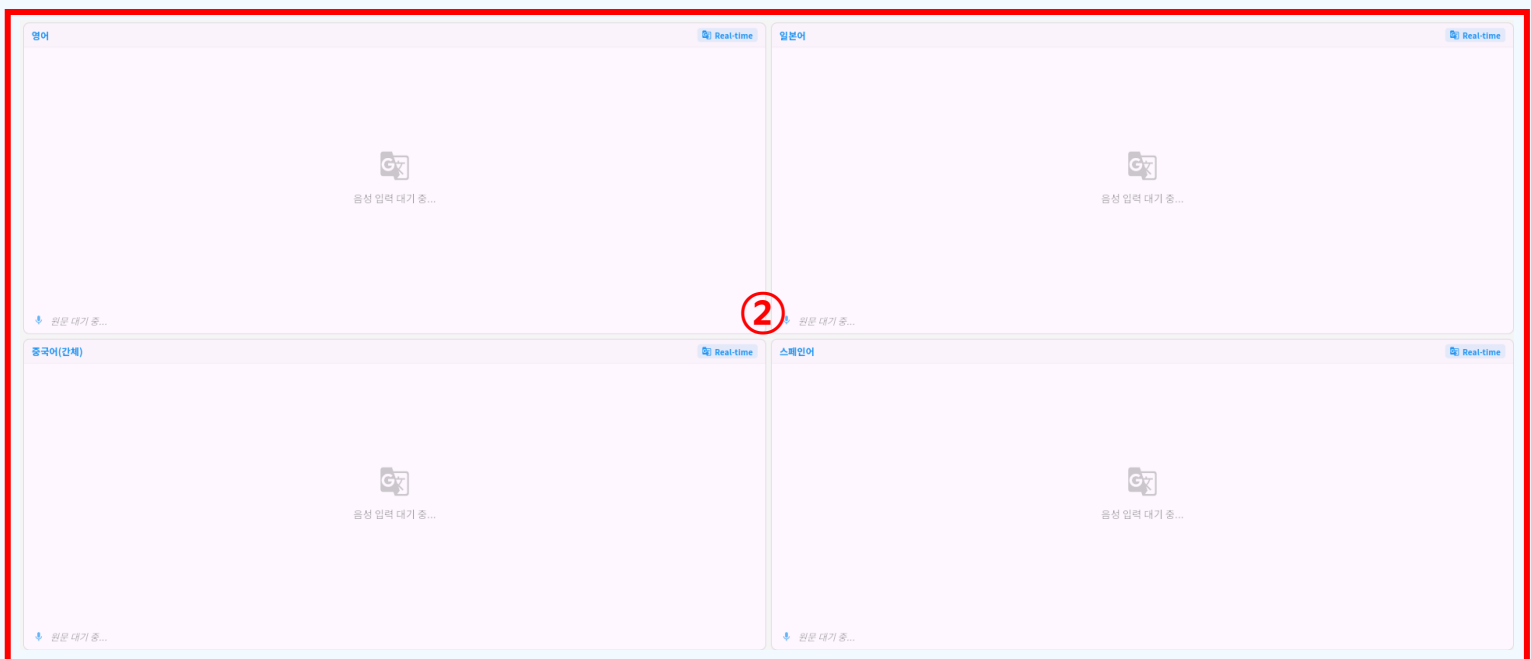 영어 Real-time
음성 입력 대기 중...
원문 대기 중...
일본어 Real-time
음성 입력 대기 중...
원문 대기 중...
②
중국어(간체) Real-time
음성 입력 대기 중...
원문 대기 중...
스페인어 Real-time
음성 입력 대기 중...
원문 대기 중...